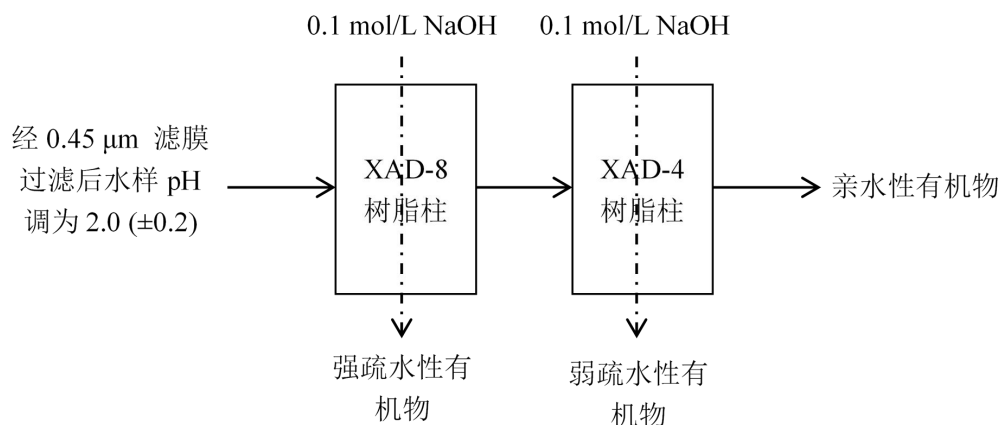 0.1 mol/L NaOH
0.1 mol/L NaOH
经 0.45 μm 滤膜
过滤后水样 pH
调为 2.0 (±0.2)
XAD-8
树脂柱
XAD-4
树脂柱
亲水性有机物
强疏水性有
机物
弱疏水性有
机物